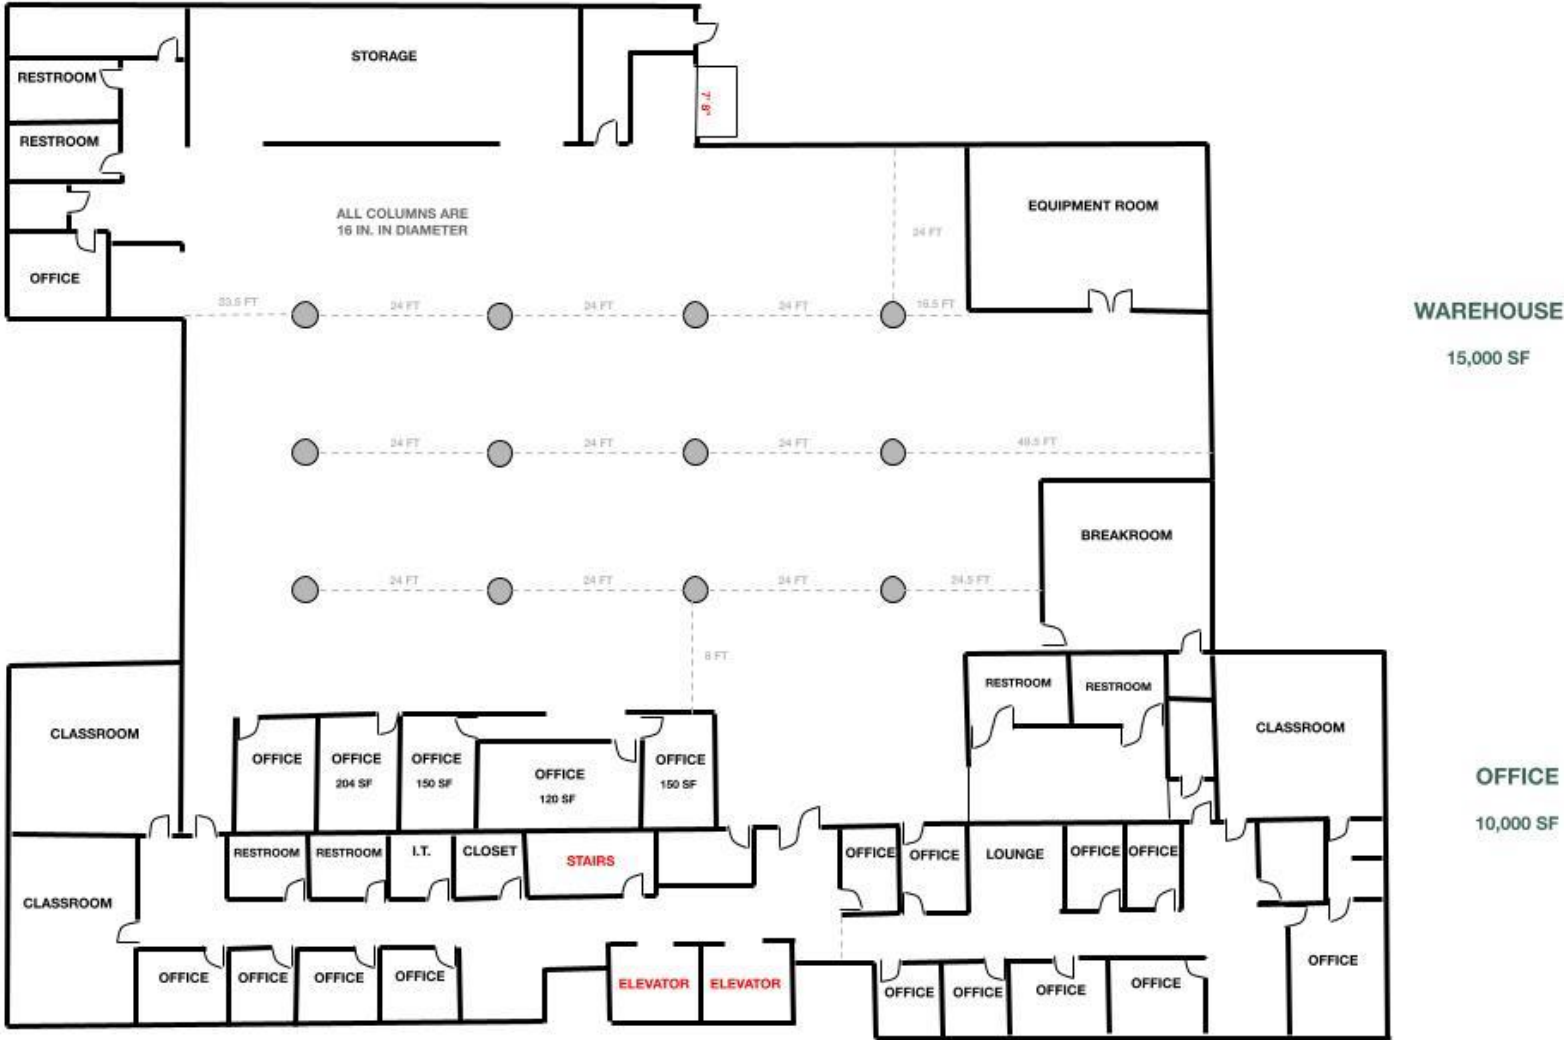 STORAGE
RESTROOM
7' 8"
RESTROOM
EQUIPMENT ROOM
ALL COLUMNS ARE
16 IN. IN DIAMETER
24 FT
OFFICE
23.5 FT
24 FT
24 FT
24 FT
16.5 FT
WAREHOUSE
15,000 SF
24 FT
24 FT
24 FT
49.5 FT
BREAKROOM
24 FT
24 FT
24 FT
24.5 FT
8 FT
RESTROOM
RESTROOM
CLASSROOM
CLASSROOM
OFFICE
OFFICE
204 SF
OFFICE
150 SF
OFFICE
120 SF
OFFICE
150 SF
OFFICE
10,000 SF
RESTROOM
RESTROOM
I.T.
CLOSET
STAIRS
OFFICE
OFFICE
LOUNGE
OFFICE
OFFICE
CLASSROOM
OFFICE
OFFICE
OFFICE
OFFICE
ELEVATOR
ELEVATOR
OFFICE
OFFICE
OFFICE
OFFICE
OFFICE